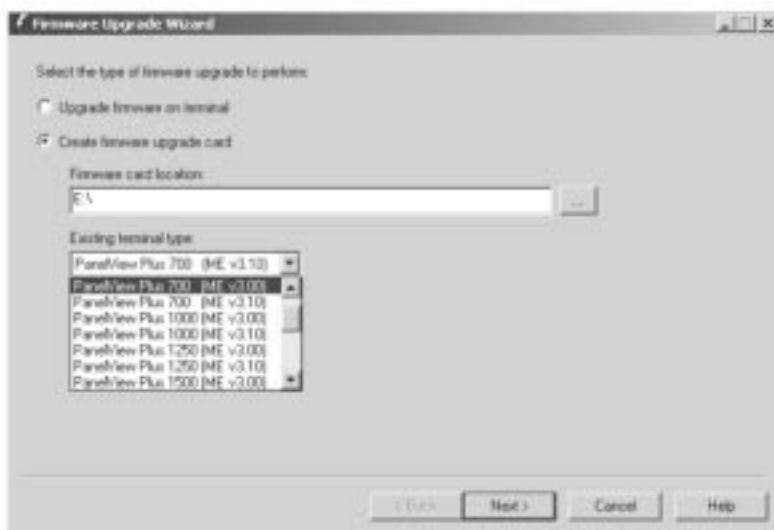 Firmware Upgrade Wizard
Select the type of firmware upgrade to perform:
Upgrade firmware on terminal
Create firmware upgrade card
Firmware card location:
E:\
...
Existing terminal type:
PanelView Plus 700 (ME v3.10)
PanelView Plus 700 (ME v3.00)
PanelView Plus 700 (ME v3.10)
PanelView Plus 1000 (ME v3.00)
PanelView Plus 1000 (ME v3.10)
PanelView Plus 1250 (ME v3.00)
PanelView Plus 1250 (ME v3.10)
PanelView Plus 1500 (ME v3.00)
< Back
Next >
Cancel
Help